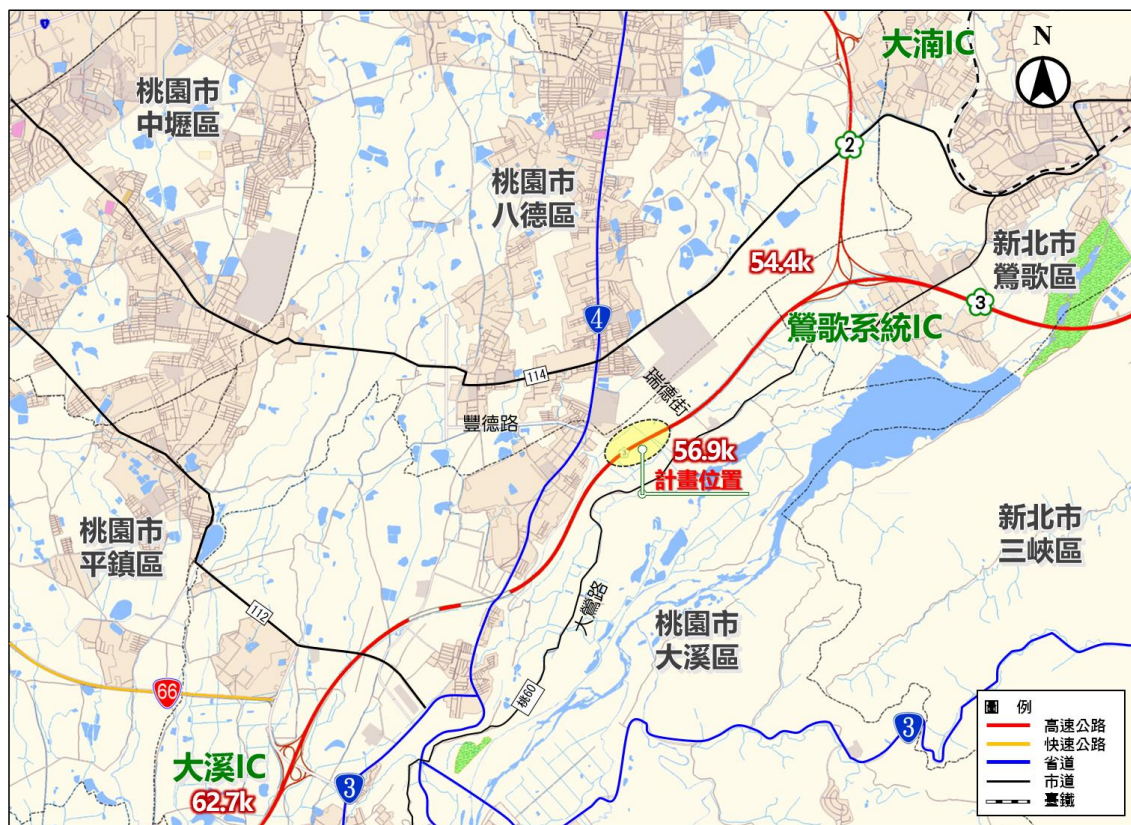 大湳IC
N
桃園市
中壢區
2
桃園市
八德區
新北市
鶯歌區
54.4k
3
4
鶯歌系統IC
114
瑞德街
豐德路
56.9k
計畫位置
桃園市
平鎮區
新北市
三峽區
112
大鶯路
桃園市
大溪區
66
桃60
3
大溪IC
3
62.7k
圖 例
高速公路
快速公路
省道
市道
臺鐵